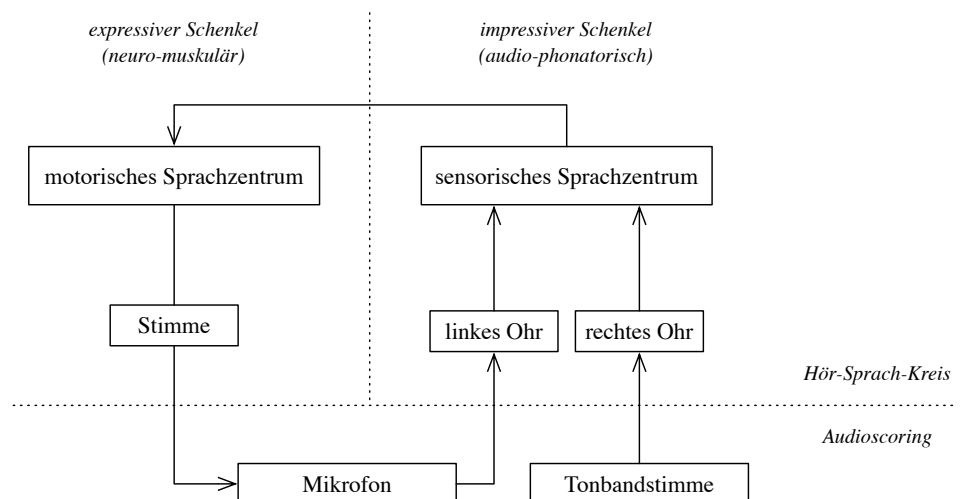 expressiver Schenkel
(neuro-muskulär)
impressiver Schenkel
(audio-phonatorisch)
motorisches Sprachzentrum
sensorisches Sprachzentrum
Stimme
linkes Ohr
rechtes Ohr
Hör-Sprach-Kreis
Audioscoring
Mikrofon
Tonbandstimme